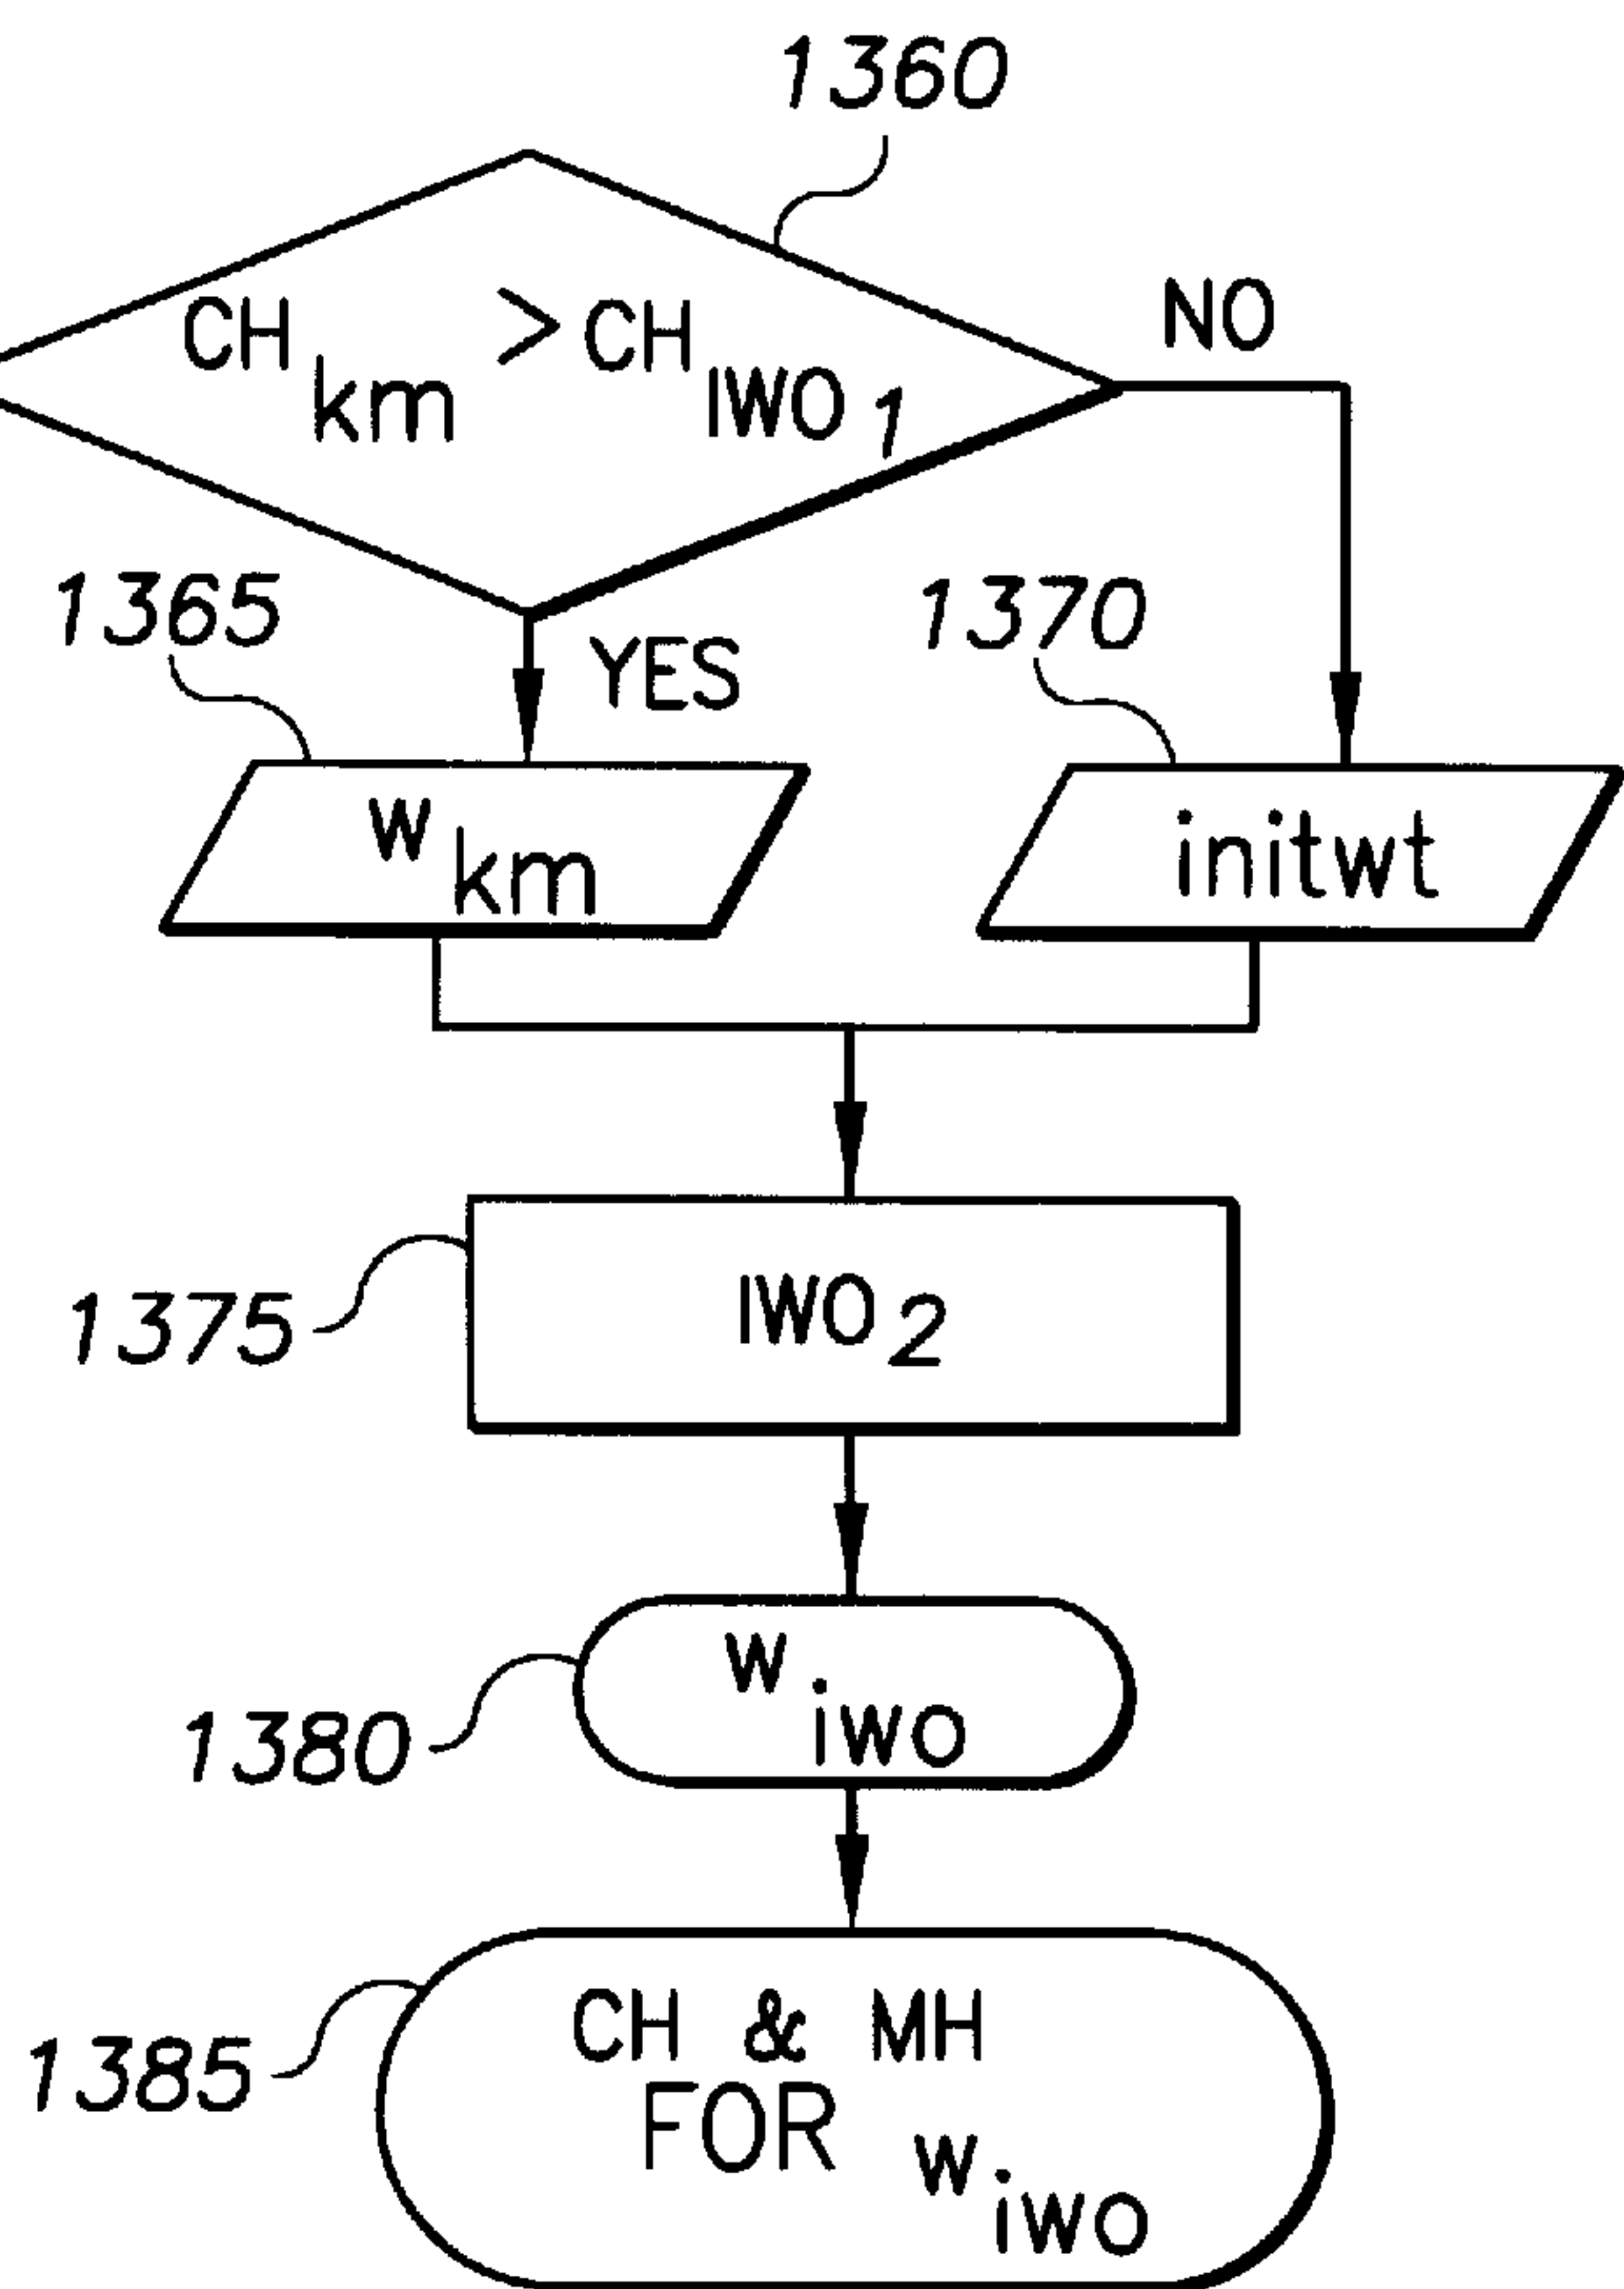 1360
CH km > CH IWO 1
NO
1365
YES
1370
w km
initwt
1375
IWO 2
1380
w iwo
1385
CH & MH
FOR w iwo